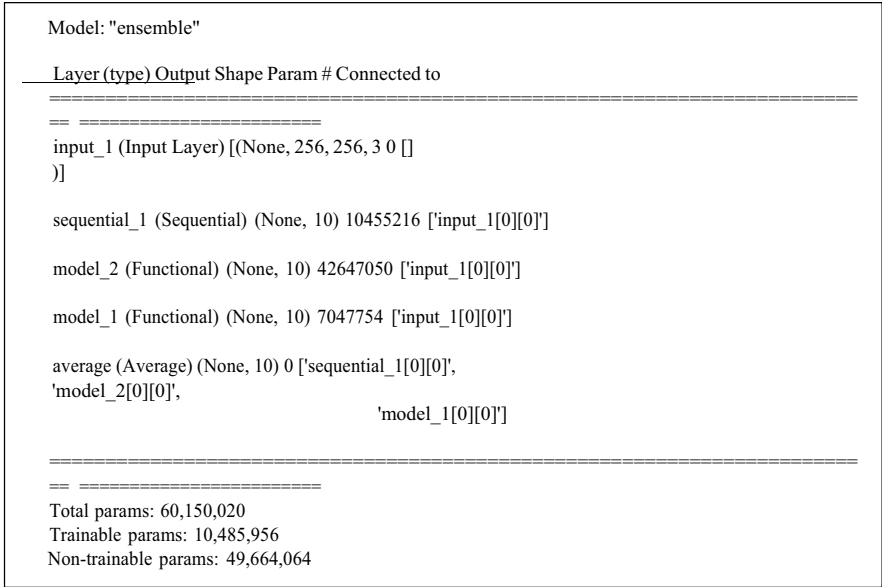 Model: "ensemble"
Layer (type) Output Shape Param # Connected to
========================================================================
== ========================
input_1 (Input Layer) [(None, 256, 256, 3 0 []
)]
sequential_1 (Sequential) (None, 10) 10455216 ['input_1[0][0]']
model_2 (Functional) (None, 10) 42647050 ['input_1[0][0]']
model_1 (Functional) (None, 10) 7047754 ['input_1[0][0]']
average (Average) (None, 10) 0 ['sequential_1[0][0]',
'model_2[0][0]',
'model_1[0][0]']
========================================================================
== ========================
Total params: 60,150,020
Trainable params: 10,485,956
Non-trainable params: 49,664,064